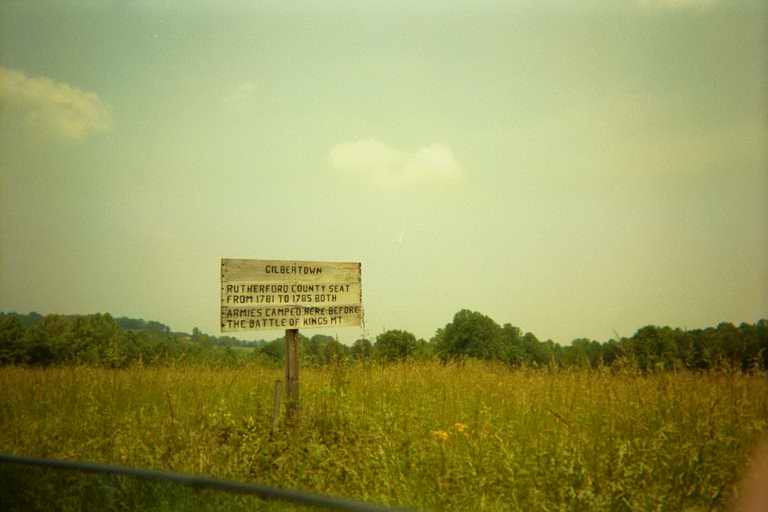 GILBERTOWN
RUTHERFORD COUNTY SEAT
FROM 1781 TO 1785 BOTH
ARMIES CAMPED HERE BEFORE
THE BATTLE OF KINGS MT.